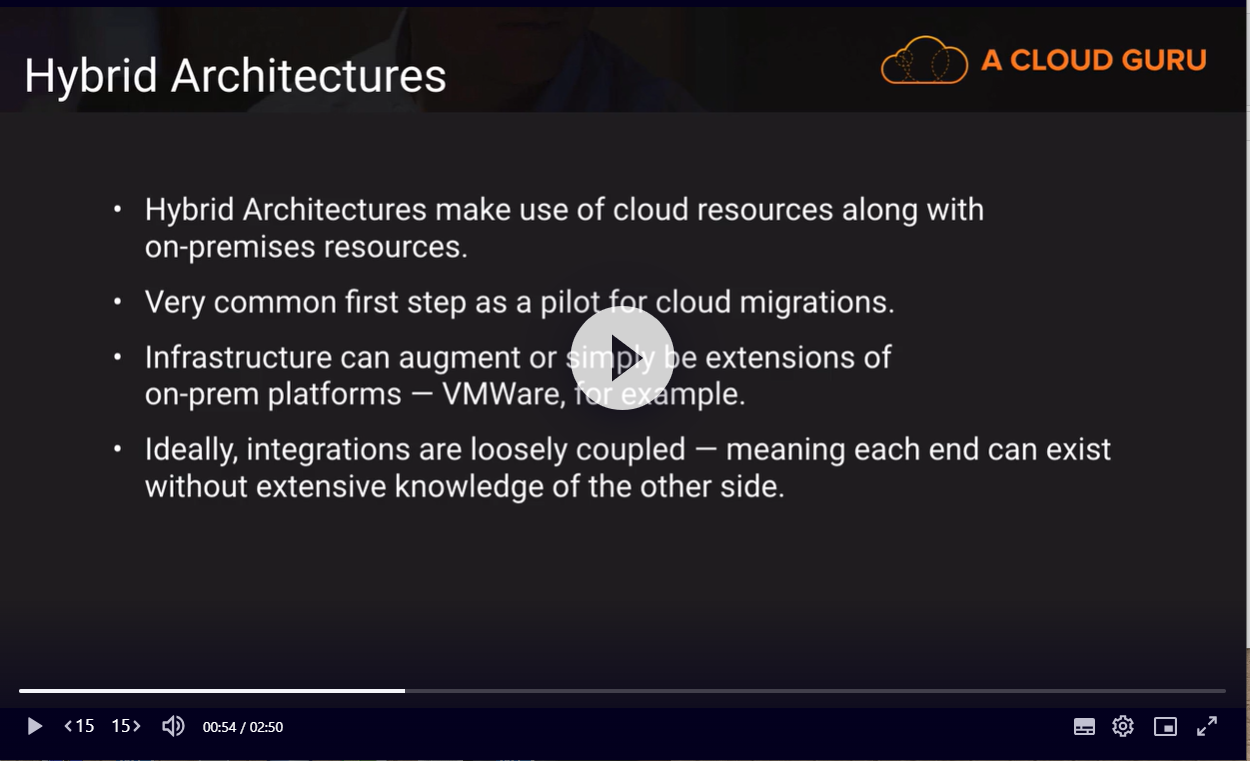 Hybrid Architectures
A CLOUD GURU
• Hybrid Architectures make use of cloud resources along with
on-premises resources.
• Very common first step as a pilot for cloud migrations.
• Infrastructure can augment or simply be extensions of
on-prem platforms — VMWare, for example.
• Ideally, integrations are loosely coupled — meaning each end can exist
without extensive knowledge of the other side.
<15 15> 00:54 / 02:50